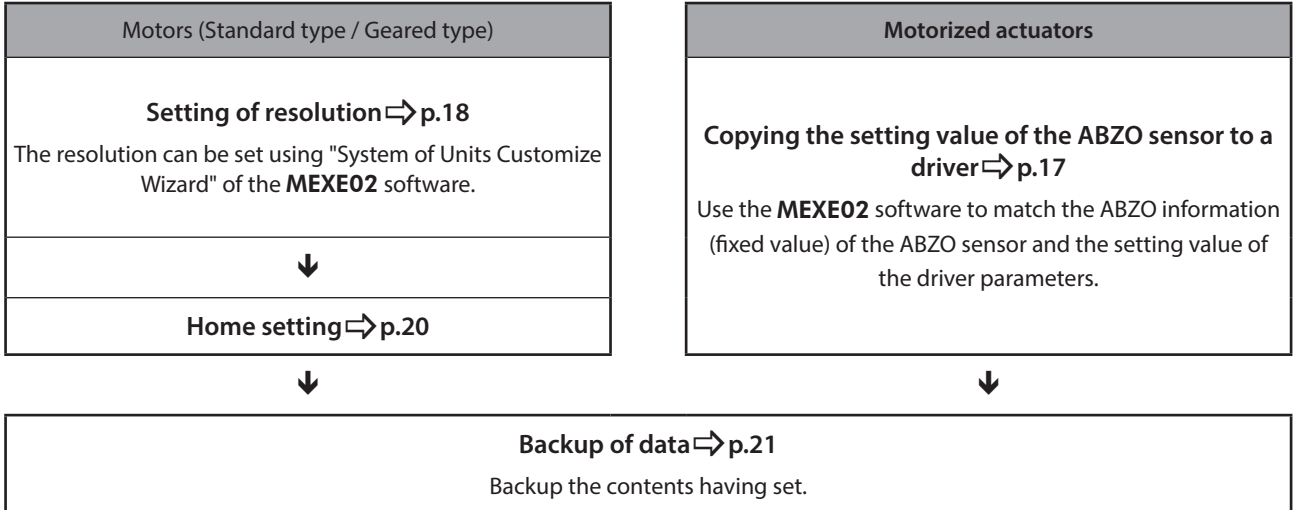 Motors (Standard type / Geared type)
Setting of resolution⇨p.18
The resolution can be set using "System of Units Customize
Wizard" of the MEXE02 software.
Home setting⇨p.20
Motorized actuators
Copying the setting value of the ABZO sensor to a
driver⇨p.17
Use the MEXE02 software to match the ABZO information
(fixed value) of the ABZO sensor and the setting value of
the driver parameters.
Backup of data⇨p.21
Backup the contents having set.